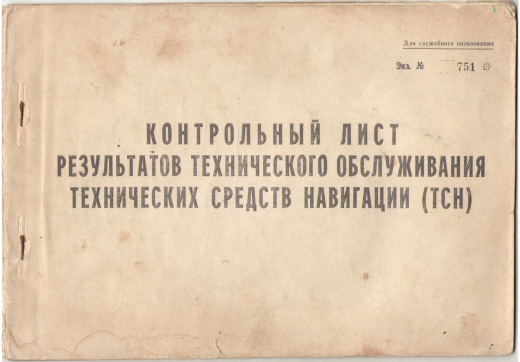 Для служебного пользования
Экз. № 751 *
КОНТРОЛЬНЫЙ ЛИСТ
РЕЗУЛЬТАТОВ ТЕХНИЧЕСКОГО ОБСЛУЖИВАНИЯ
ТЕХНИЧЕСКИХ СРЕДСТВ НАВИГАЦИИ (ТСН)